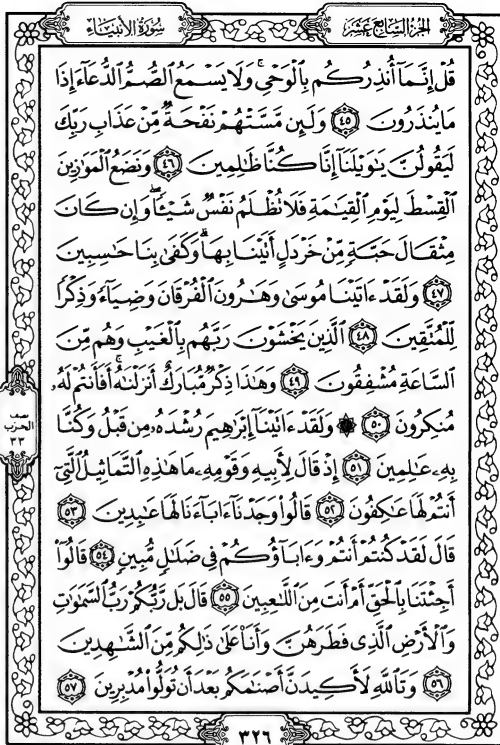 الجزء السابع عشر
سورة الأنبياء
قُلْ إِنَّمَآ أُنذِرُكُم بِٱلْوَحْىِ ۚ وَلَا يَسْمَعُ ٱلصُّمُّ ٱلدُّعَآءَ إِذَا
مَا يُنذَرُونَ ٤٥ وَلَئِن مَّسَّتْهُمْ نَفْحَةٌ مِّنْ عَذَابِ رَبِّكَ
لَيَقُولُنَّ يَٰوَيْلَنَآ إِنَّا كُنَّا ظَٰلِمِينَ ٤٦ وَنَضَعُ ٱلْمَوَٰزِينَ
ٱلْقِسْطَ لِيَوْمِ ٱلْقِيَٰمَةِ فَلَا تُظْلَمُ نَفْسٌ شَيْـًٔا ۖ وَإِن كَانَ
مِثْقَالَ حَبَّةٍ مِّنْ خَرْدَلٍ أَتَيْنَا بِهَا ۗ وَكَفَىٰ بِنَا حَٰسِبِينَ
٤٧ وَلَقَدْ ءَاتَيْنَا مُوسَىٰ وَهَٰرُونَ ٱلْفُرْقَانَ وَضِيَآءً وَذِكْرًا
لِّلْمُتَّقِينَ ٤٨ ٱلَّذِينَ يَخْشَوْنَ رَبَّهُم بِٱلْغَيْبِ وَهُم مِّنَ
ٱلسَّاعَةِ مُشْفِقُونَ ٤٩ وَهَٰذَا ذِكْرٌ مُّبَارَكٌ أَنزَلْنَٰهُ ۚ أَفَأَنتُمْ لَهُۥ
مُنكِرُونَ ٥٠ ۞ وَلَقَدْ ءَاتَيْنَآ إِبْرَٰهِيمَ رُشْدَهُۥ مِن قَبْلُ وَكُنَّا
بِهِۦ عَٰلِمِينَ ٥١ إِذْ قَالَ لِأَبِيهِ وَقَوْمِهِۦ مَا هَٰذِهِ ٱلتَّمَاثِيلُ ٱلَّتِىٓ
أَنتُمْ لَهَا عَٰكِفُونَ ٥٢ قَالُوا۟ وَجَدْنَآ ءَابَآءَنَا لَهَا عَٰبِدِينَ ٥٣
قَالَ لَقَدْ كُنتُمْ أَنتُمْ وَءَابَآؤُكُمْ فِى ضَلَٰلٍ مُّبِينٍ ٥٤ قَالُوٓا۟
أَجِئْتَنَا بِٱلْحَقِّ أَمْ أَنتَ مِنَ ٱللَّٰعِبِينَ ٥٥ قَالَ بَل رَّبُّكُمْ رَبُّ ٱلسَّمَٰوَٰتِ
وَٱلْأَرْضِ ٱلَّذِى فَطَرَهُنَّ وَأَنَا۠ عَلَىٰ ذَٰلِكُم مِّنَ ٱلشَّٰهِدِينَ
٥٦ وَتَٱللَّهِ لَأَكِيدَنَّ أَصْنَٰمَكُم بَعْدَ أَن تُوَلُّوا۟ مُدْبِرِينَ ٥٧
نصف
الحزب
٣٣
٣٢٦